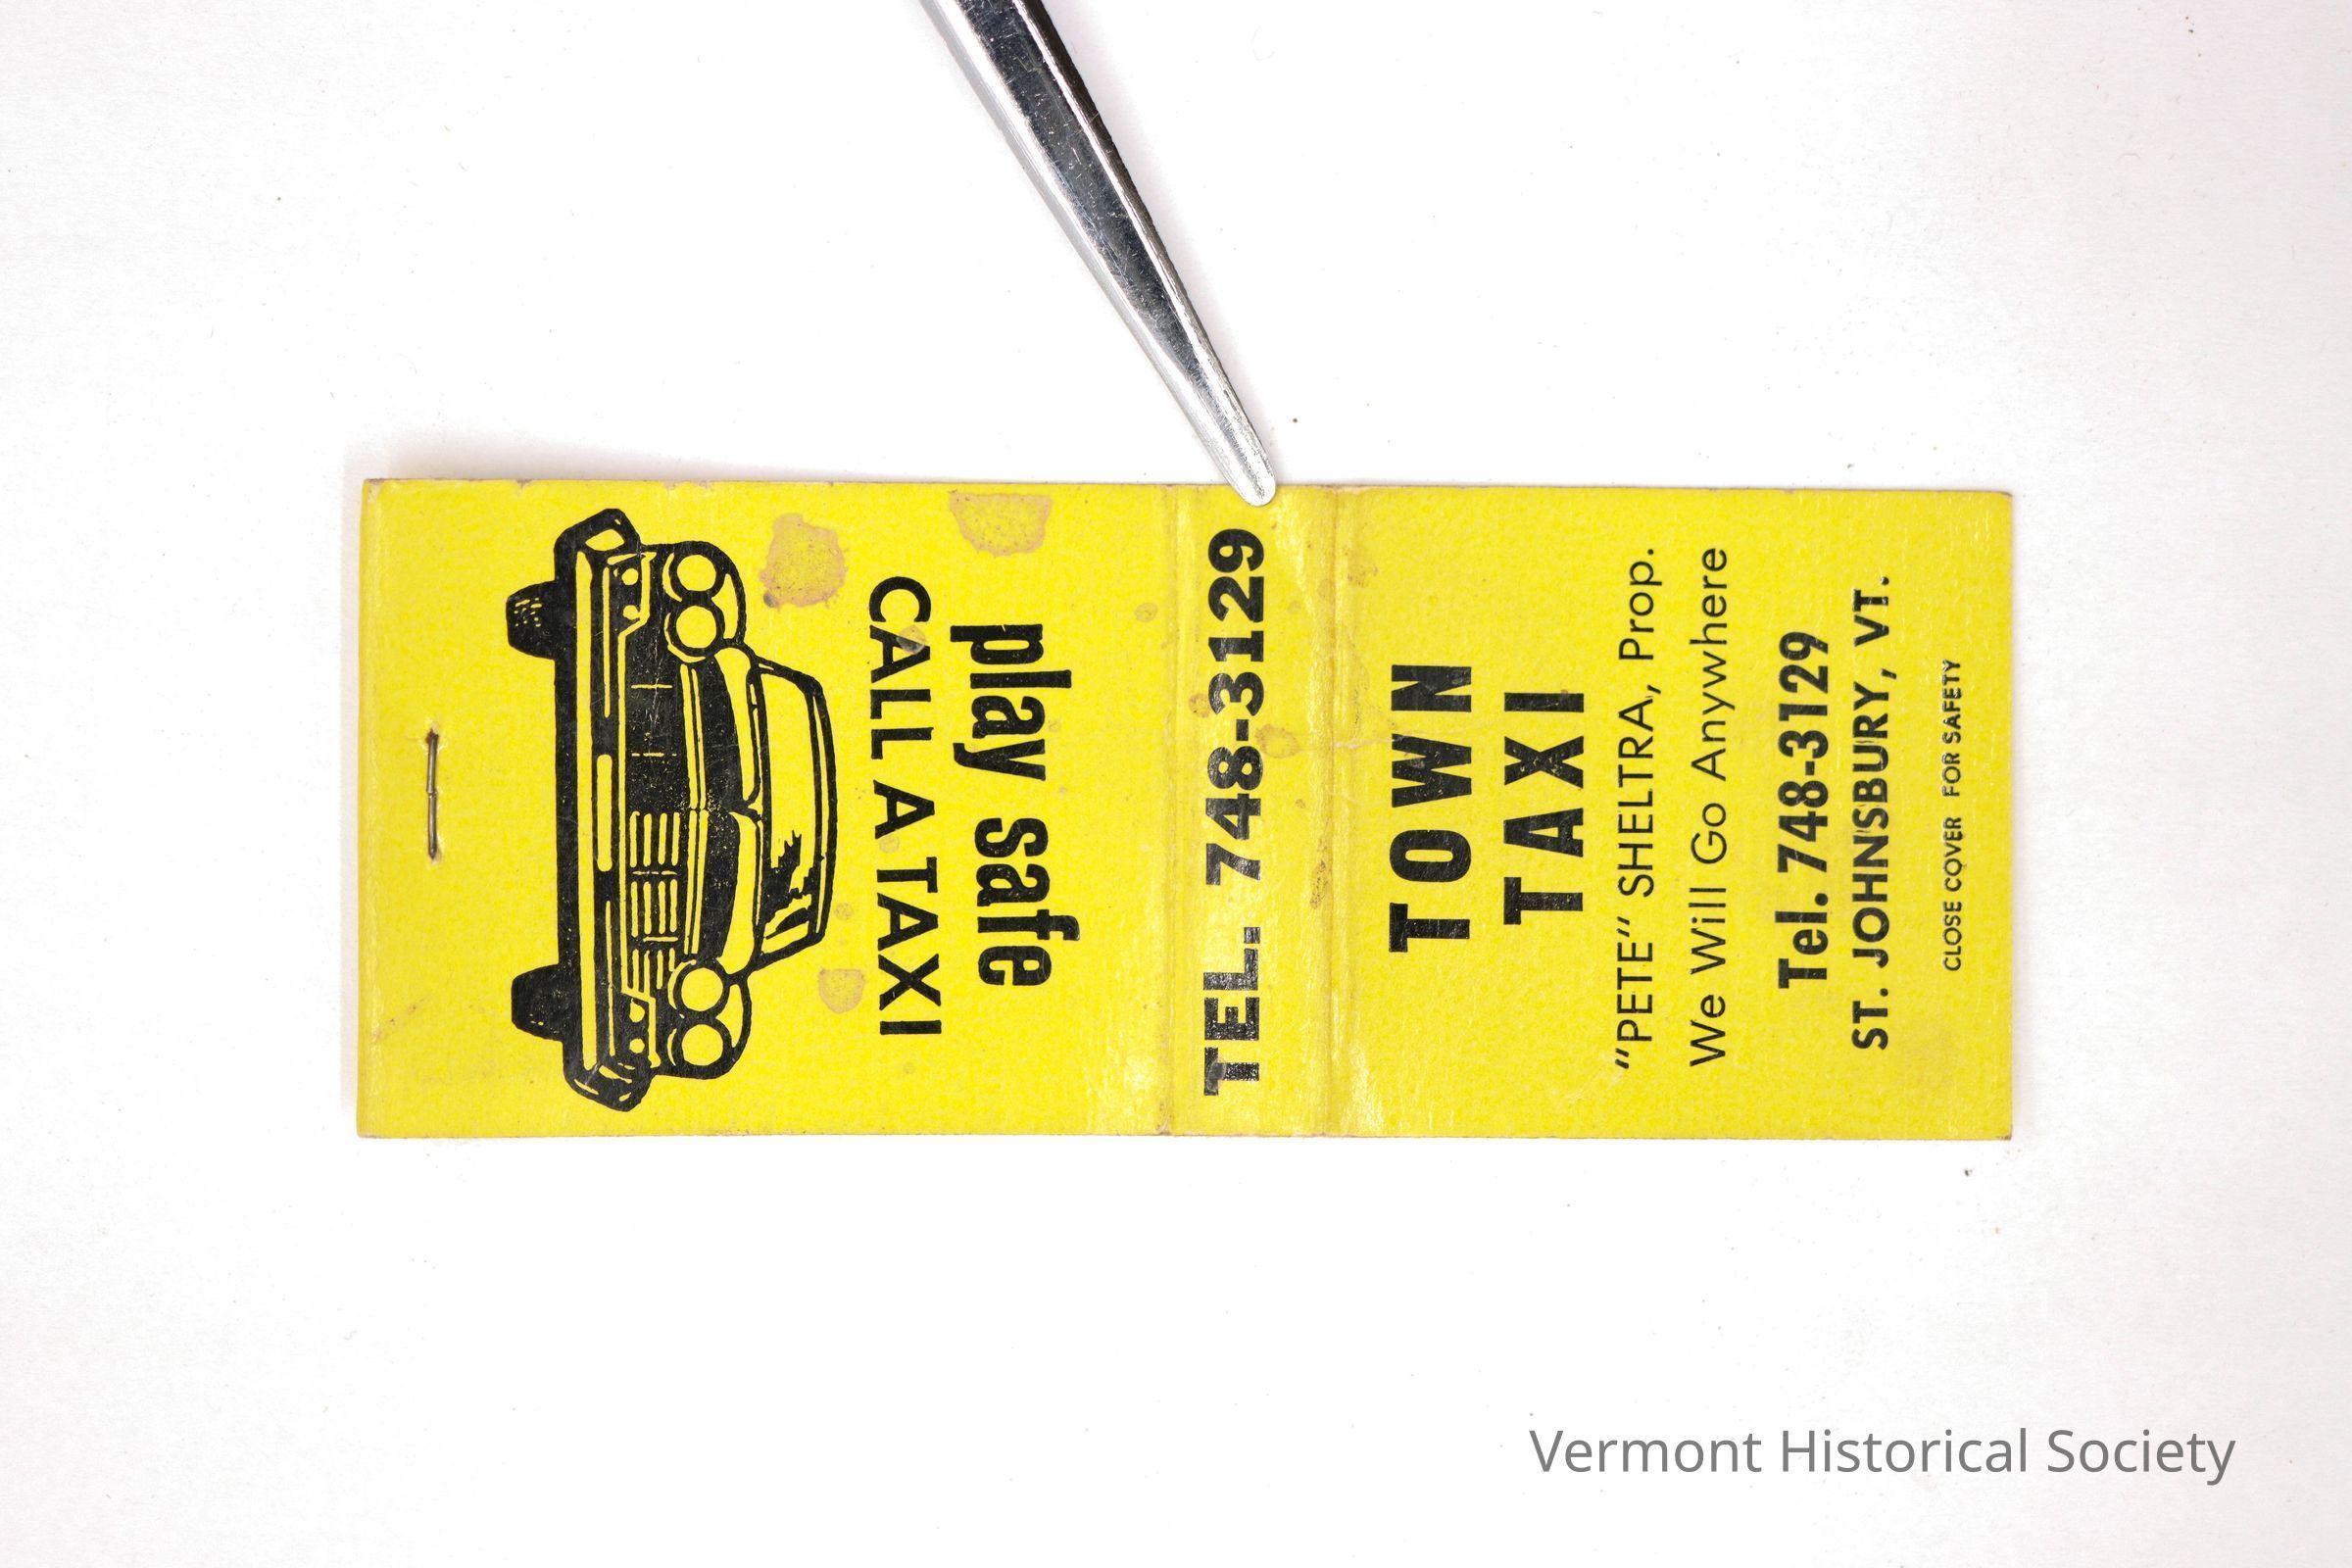 play safe
CALL A TAXI
TEL. 748-3129
TOWN
TAXI
"PETE" SHELTRA, Prop.
We Will Go Anywhere
Tel. 748-3129
ST. JOHNSBURY, VT.
CLOSE COVER FOR SAFETY
Vermont Historical Society